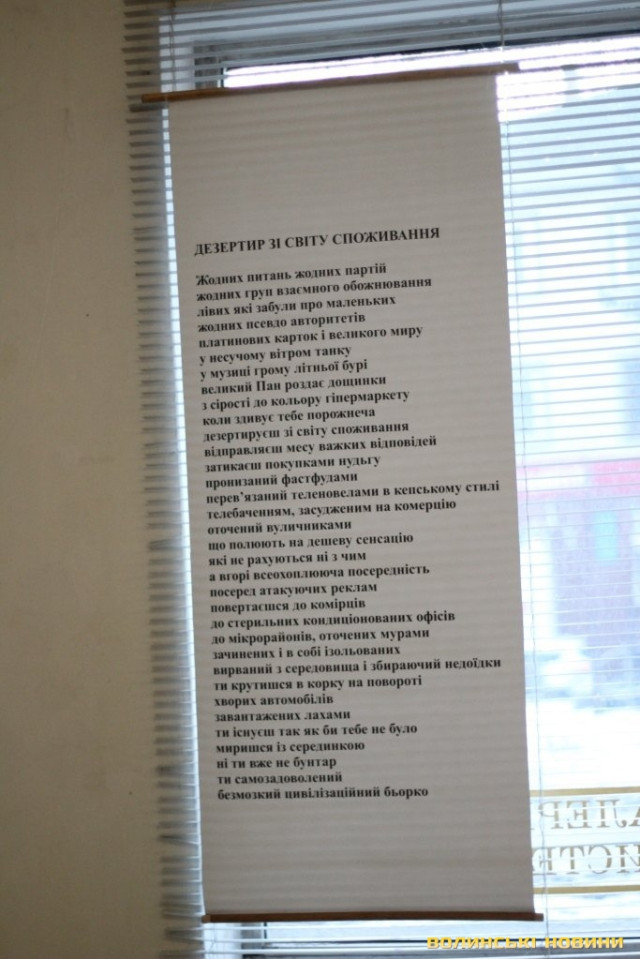 ДЕЗЕРТИР ЗІ СВІТУ СПОЖИВАННЯ
Жодних питань жодних партій
жодних груп взаємного обожнювання
лівих які забули про маленьких
жодних псевдо авторитетів
платинових карток і великого миру
у несучому вітром танку
у музиці грому літньої бурі
великий Пан роздає дощинки
з сірості до кольору гіпермаркету
коли здивує тебе порожнеча
дезертируєш зі світу споживання
відправляєш месу важких відповідей
затикаєш покупками нудьгу
пронизаний фастфудами
перев'язаний теленовелами в кепському стилі
телебаченням, засудженим на комерцію
оточений вуличниками
що полюють на дешеву сенсацію
які не рахуються ні з чим
а вгорі всеохоплююча посередність
посеред атакуючих реклам
повертаєшся до комірців
до стерильних кондиціонованих офісів
до мікрорайонів, оточених мурами
зачинених і в собі ізольованих
вирваний з середовища і збираючий недоїдки
ти крутишся в корку на повороті
хворих автомобілів
завантажених лахами
ти існуєш так як би тебе не було
миришся із серединкою
ні ти вже не бунтар
ти самозадоволений
безмозкий цивілізаційний бьорко
ВОЛИНСЬКІ НОВИНИ